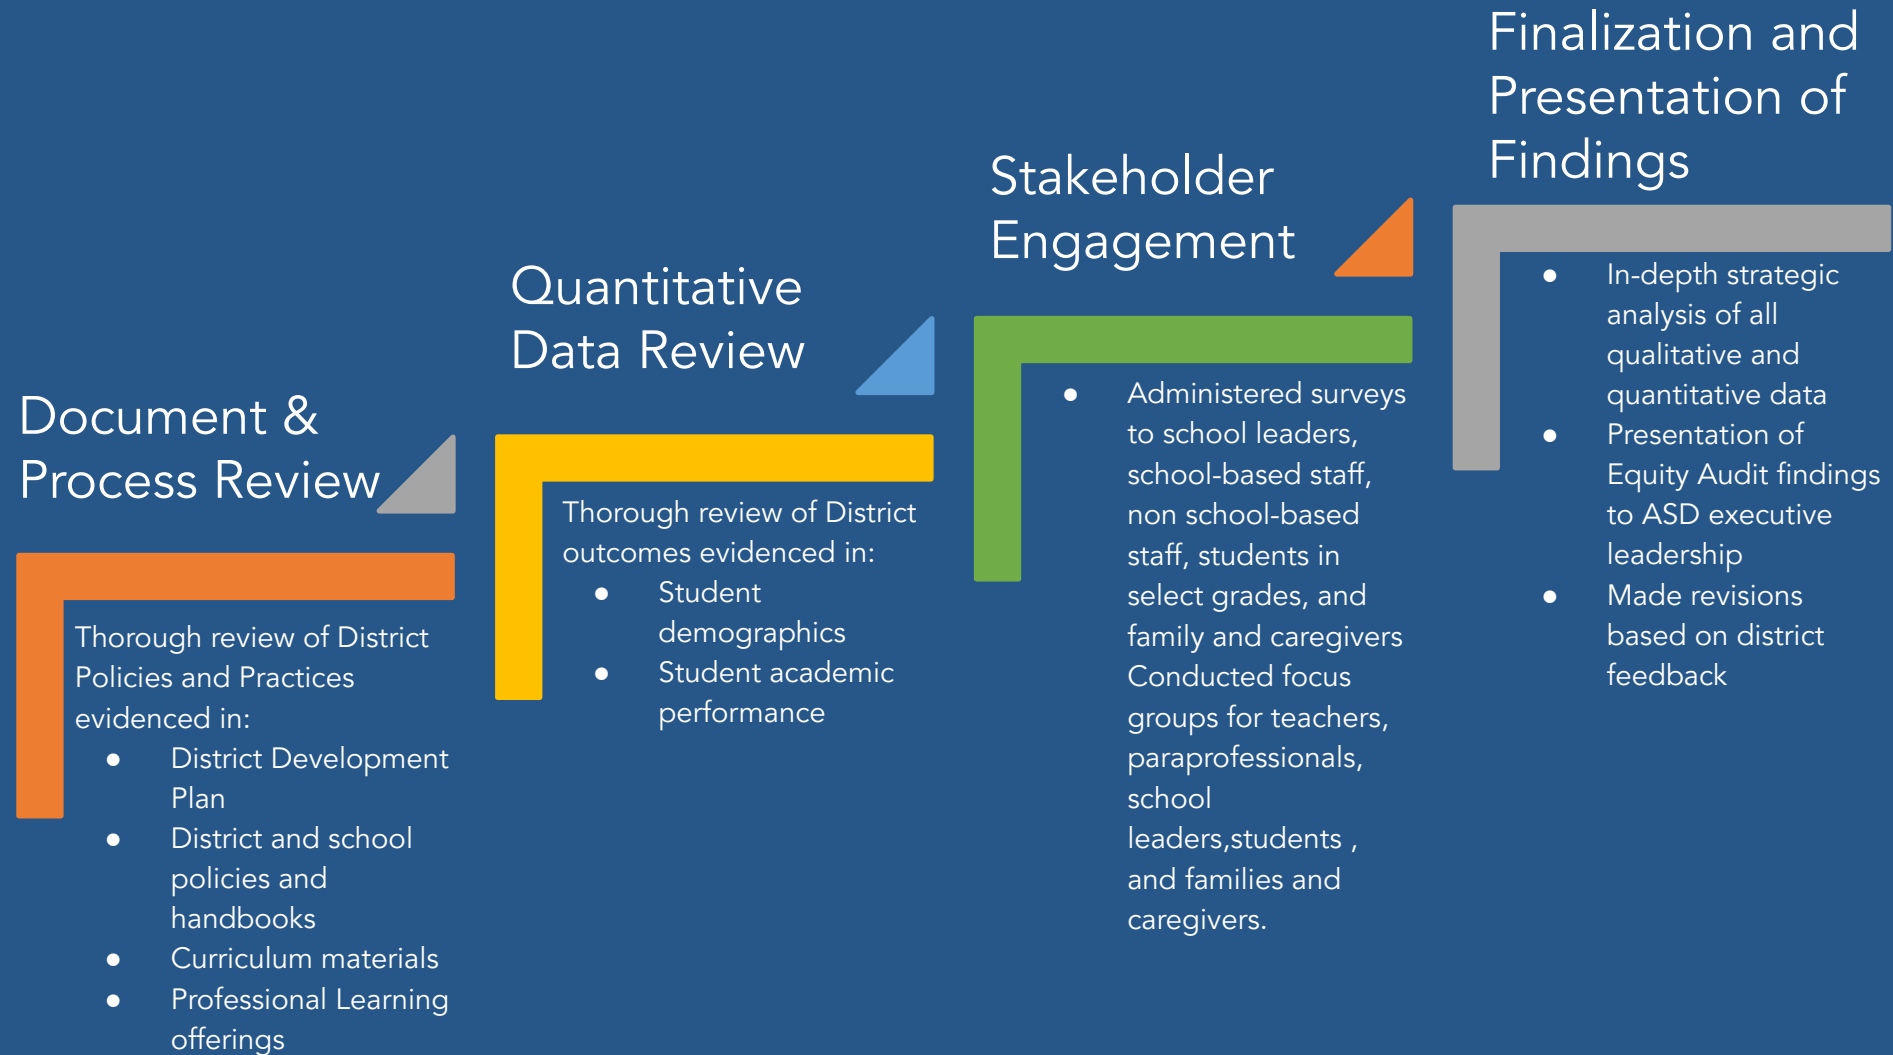 Document &
Process Review
Thorough review of District
Policies and Practices
evidenced in:
● District Development
Plan
● District and school
policies and
handbooks
● Curriculum materials
● Professional Learning
offerings
Quantitative
Data Review
Thorough review of District
outcomes evidenced in:
● Student
demographics
● Student academic
performance
Stakeholder
Engagement
● Administered surveys
to school leaders,
school-based staff,
non school-based
staff, students in
select grades, and
family and caregivers
Conducted focus
groups for teachers,
paraprofessionals,
school
leaders,students ,
and families and
caregivers.
Finalization and
Presentation of
Findings
● In-depth strategic
analysis of all
qualitative and
quantitative data
● Presentation of
Equity Audit findings
to ASD executive
leadership
● Made revisions
based on district
feedback